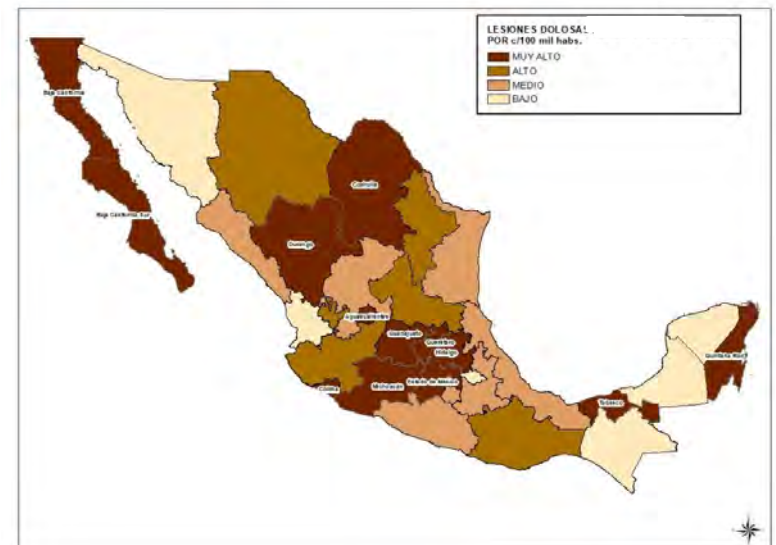 LESIONES DOLOSAS
POR c/100 mil habs.
MUY ALTO
ALTO
MEDIO
BAJO
Baja California
Coahuila
Baja California Sur
Durango
Aguascalientes
Guanajuato
Querétaro
Hidalgo
Quintana Roo
Colima
Michoacán
Estado de México
Tabasco